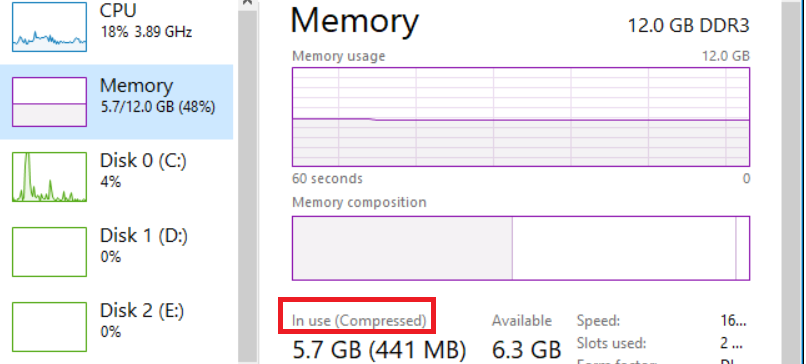 CPU
18% 3.89 GHz
Memory
5.7/12.0 GB (48%)
Disk 0 (C:)
4%
Disk 1 (D:)
0%
Disk 2 (E:)
0%
Memory 12.0 GB DDR3
Memory usage 12.0 GB
60 seconds 0
Memory composition
In use (Compressed) Available Speed: 16...
5.7 GB (441 MB) 6.3 GB Slots used: 2 ...